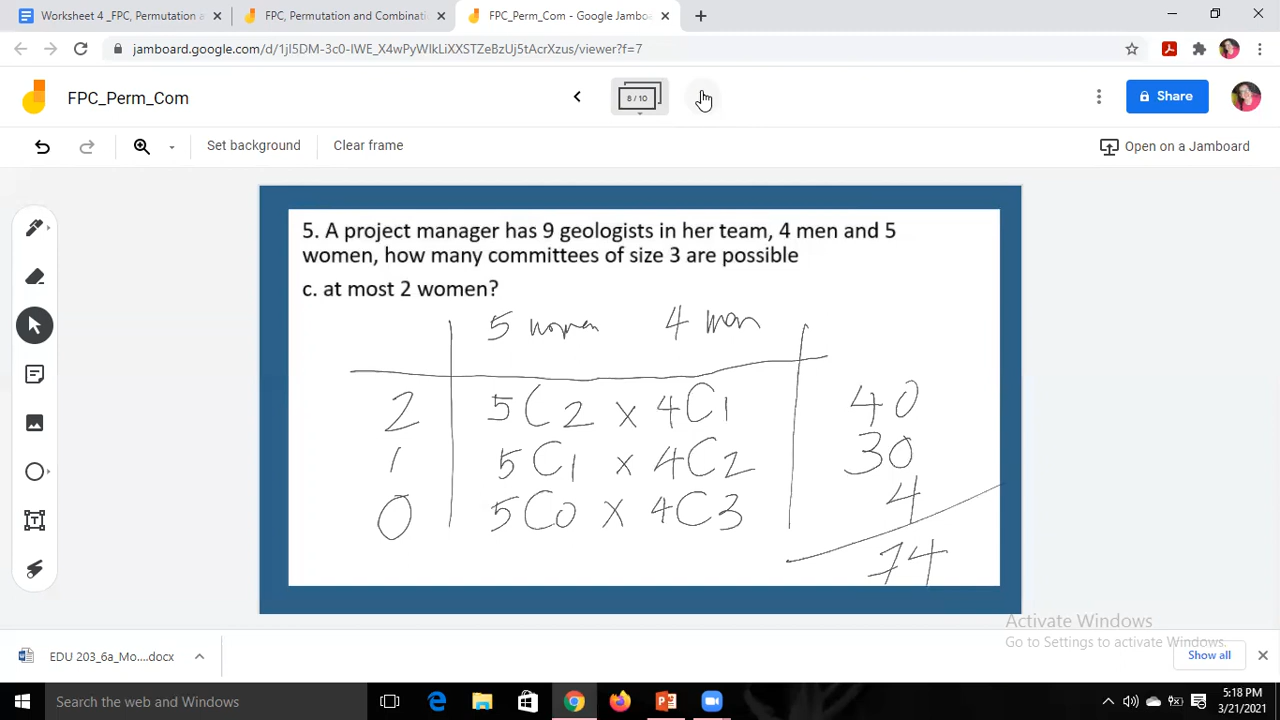 Worksheet 4 _FPC, Permutation a
FPC, Permutation and Combinati
FPC_Perm_Com - Google Jamboa
jamboard.google.com/d/1jI5DM-3c0-IWE_X4wPyWIkLiXXSTZeBzUj5tAcrXzus/viewer?f=7
FPC_Perm_Com
8 / 10
Share
Set background
Clear frame
Open on a Jamboard
5. A project manager has 9 geologists in her team, 4 men and 5
women, how many committees of size 3 are possible
c. at most 2 women?
5 women 4 men
2 5C2 x 4C1 40
1 5C1 x 4C2 30
0 5C0 x 4C3 4
74
Activate Windows
Go to Settings to activate Windows.
EDU 203_6a_Mo....docx
Show all
Search the web and Windows
5:18 PM
3/21/2021